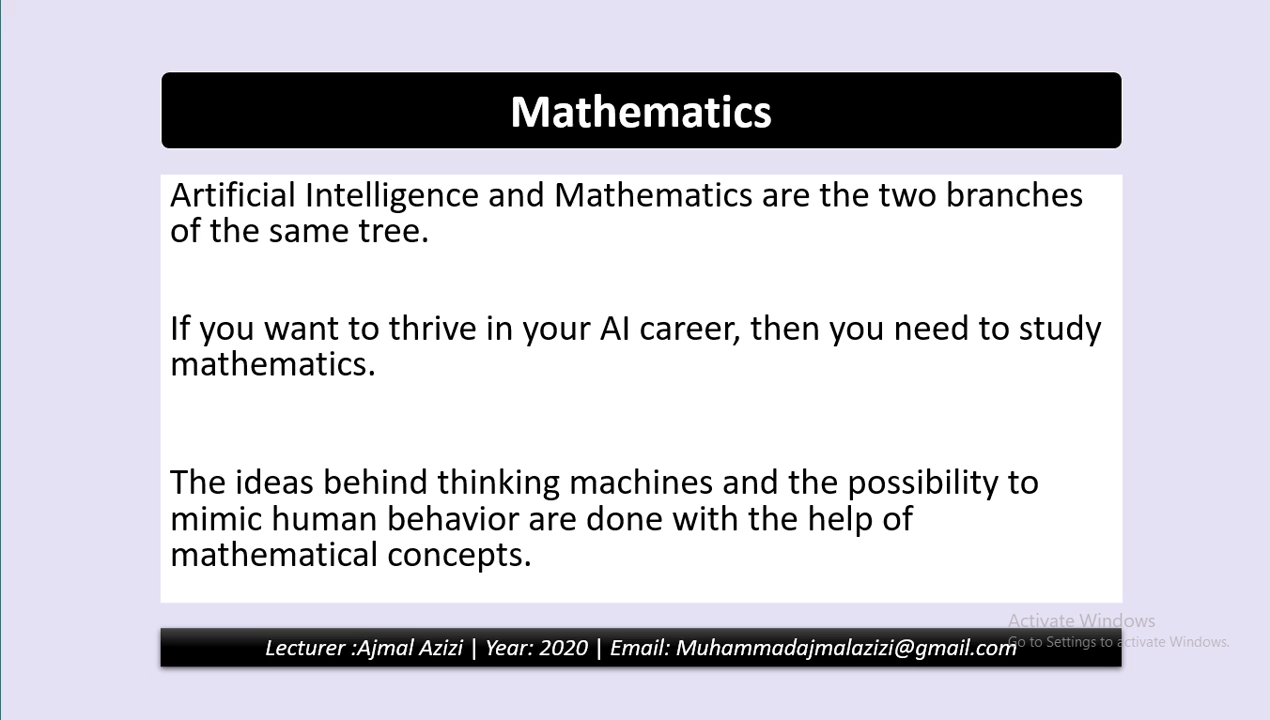 Mathematics
Artificial Intelligence and Mathematics are the two branches
of the same tree.
If you want to thrive in your AI career, then you need to study
mathematics.
The ideas behind thinking machines and the possibility to
mimic human behavior are done with the help of
mathematical concepts.
Activate Windows
Go to Settings to activate Windows.
Lecturer :Ajmal Azizi | Year: 2020 | Email: Muhammadajmalazizi@gmail.com